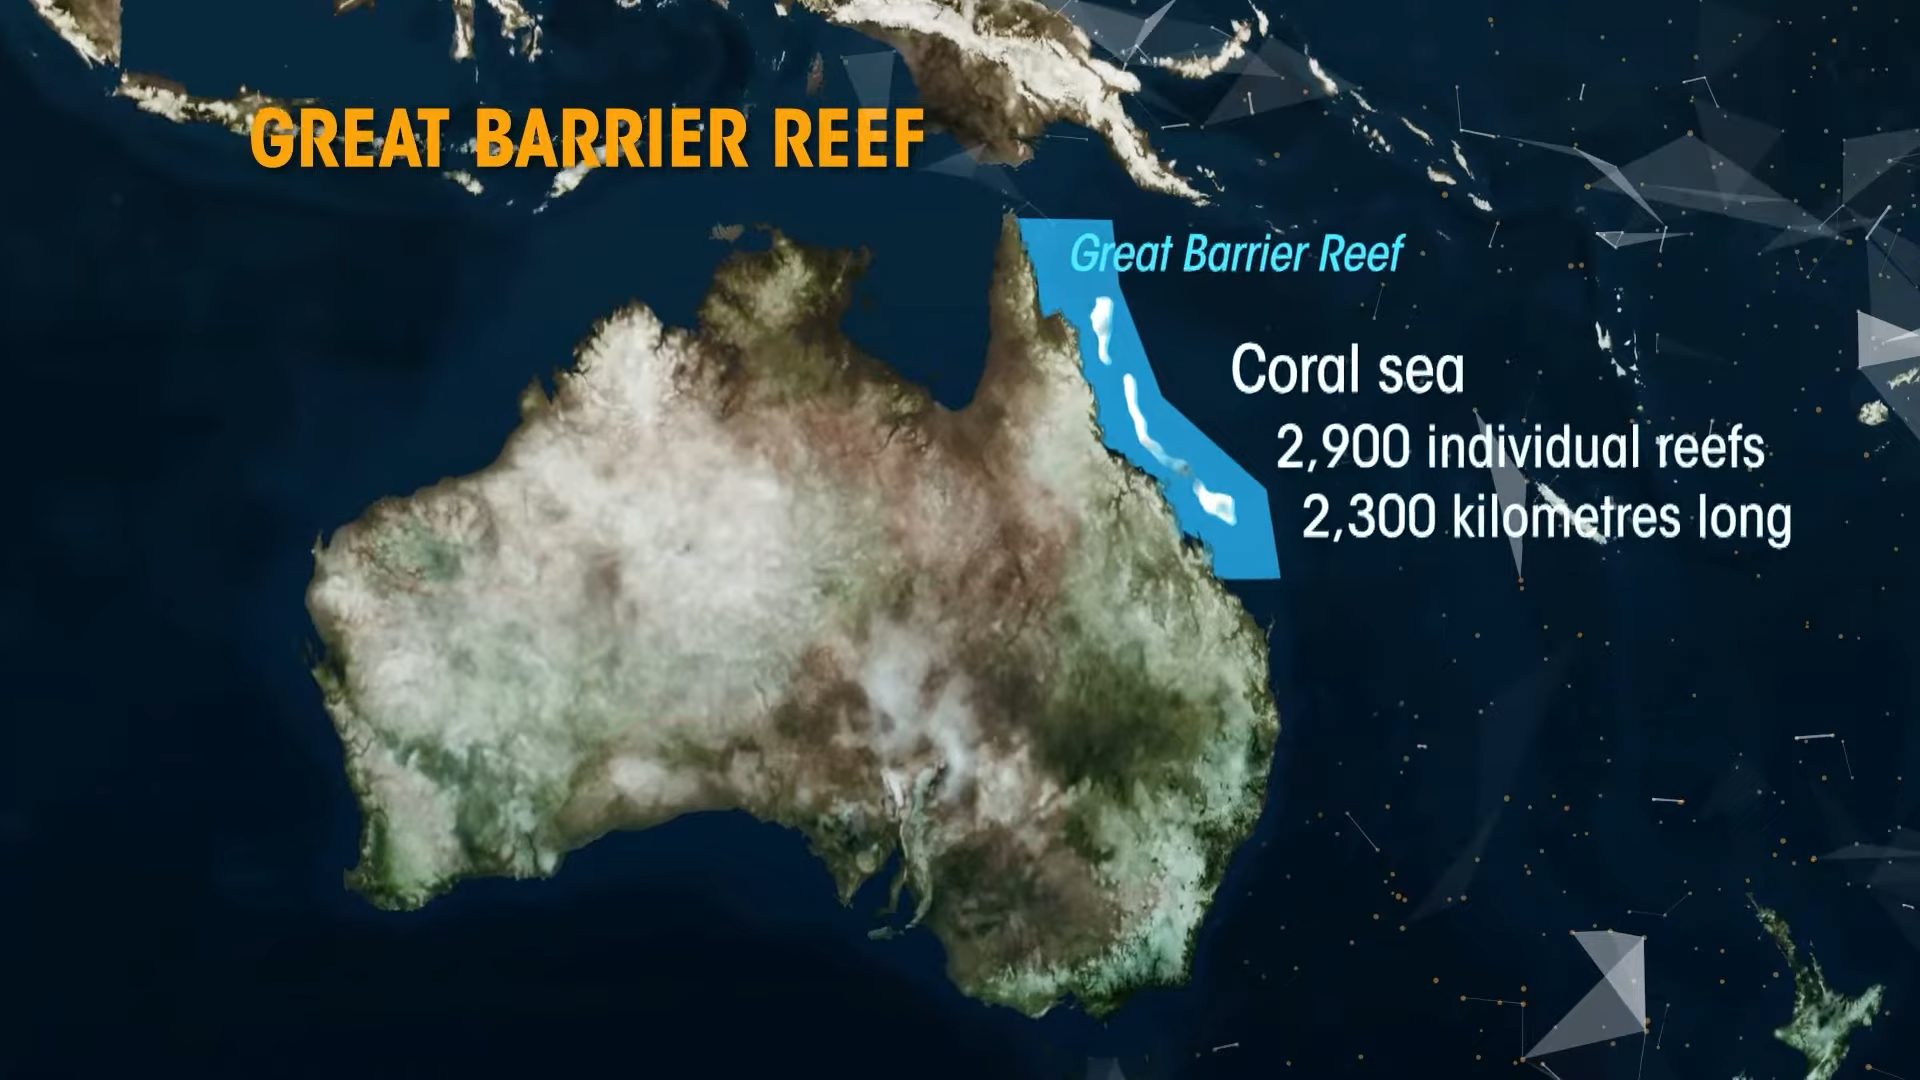 GREAT BARRIER REEF
Great Barrier Reef
Coral sea
2,900 individual reefs
2,300 kilometres long